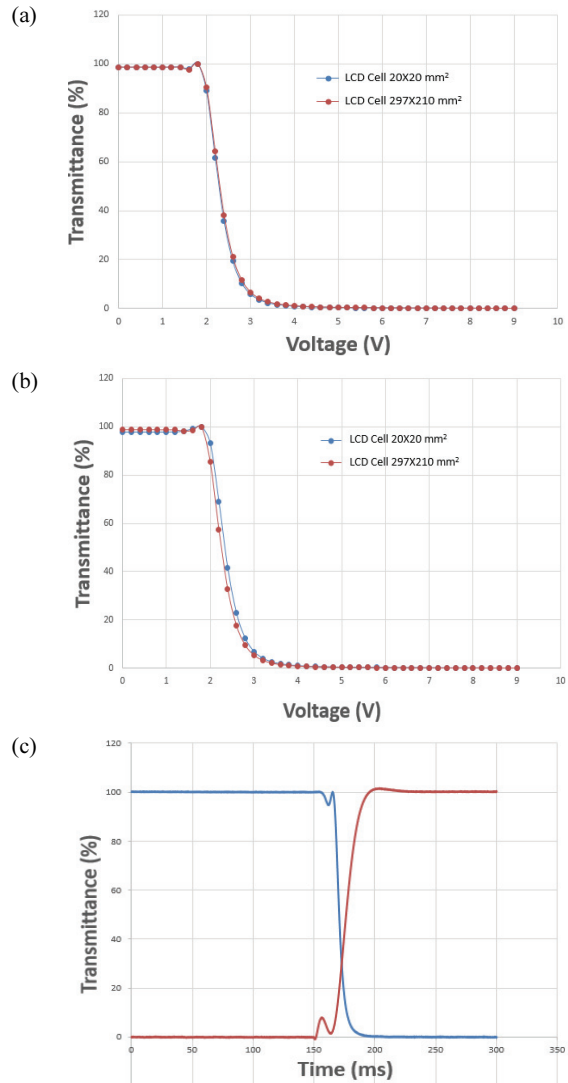 (a)
120
100
80
60
40
20
0
Transmittance (%)
LCD Cell 20X20 mm²
LCD Cell 297X210 mm²
0 1 2 3 4 5 6 7 8 9 10
Voltage (V)
(b)
120
100
80
60
40
20
0
Transmittance (%)
LCD Cell 20X20 mm²
LCD Cell 297X210 mm²
0 1 2 3 4 5 6 7 8 9 10
Voltage (V)
(c)
120
100
80
60
40
20
0
Transmittance (%)
0 50 100 150 200 250 300 350
Time (ms)